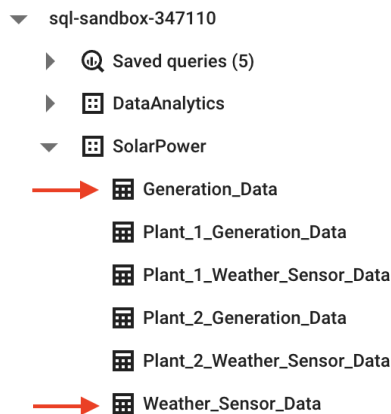 sql-sandbox-347110
Saved queries (5)
DataAnalytics
SolarPower
Generation_Data
Plant_1_Generation_Data
Plant_1_Weather_Sensor_Data
Plant_2_Generation_Data
Plant_2_Weather_Sensor_Data
Weather_Sensor_Data